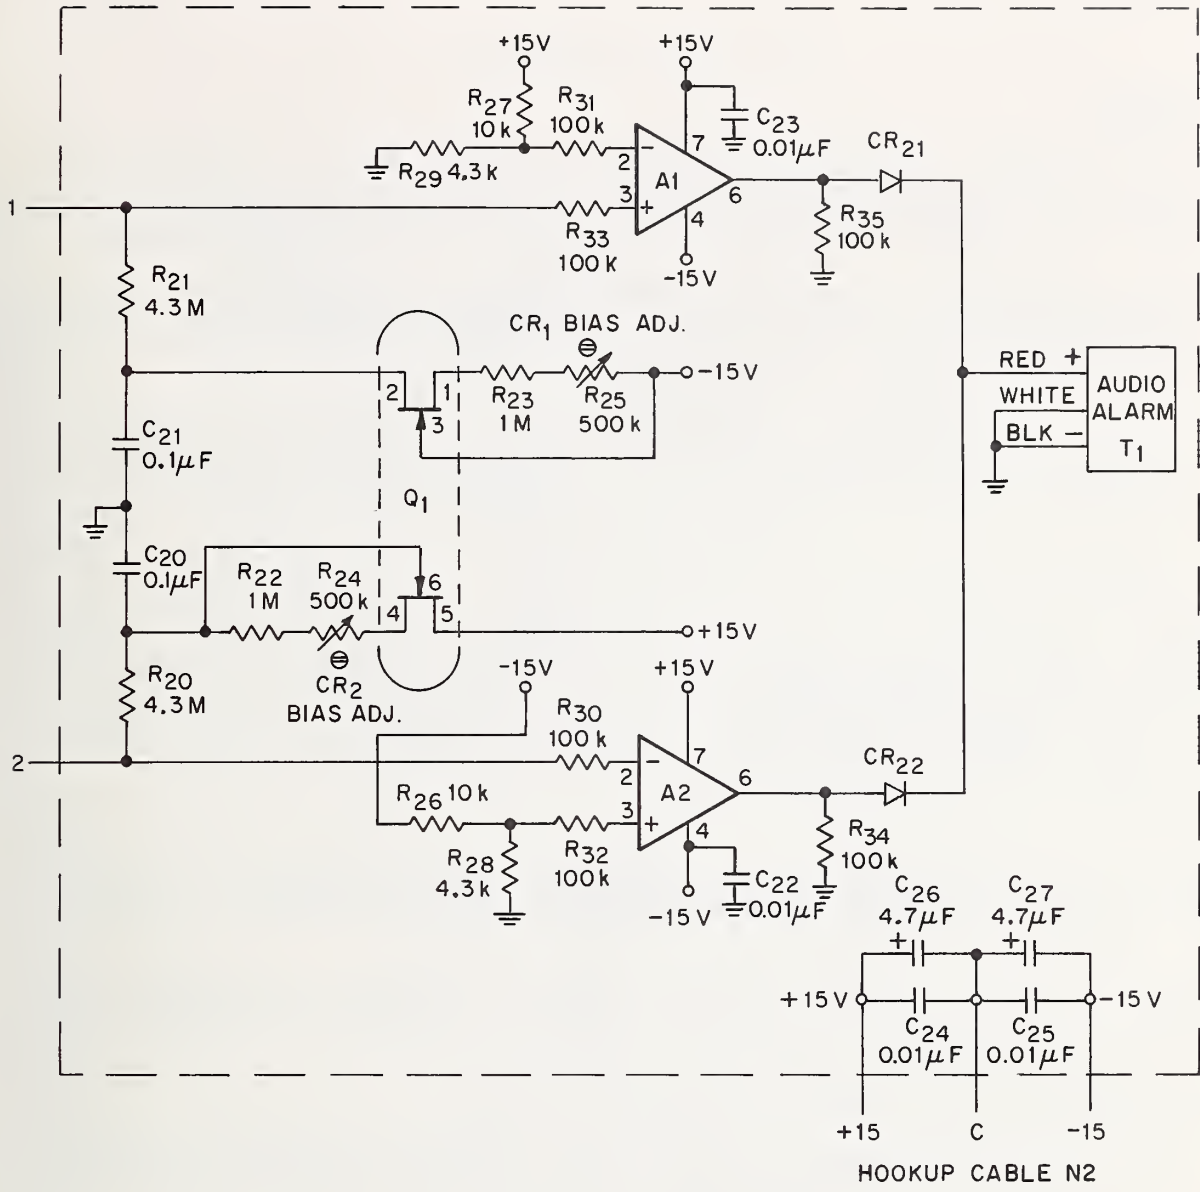 +15V
+15V
R27
10k
R31
100k
C23
0.01μF
CR21
R29 4.3k
2
−
7
A1
6
3
+
4
1
R33
100k
-15V
R35
100k
R21
4.3M
CR1 BIAS ADJ.
⊖
-15V
2
1
3
R23
1M
R25
500k
RED +
WHITE
BLK −
AUDIO
ALARM
T1
C21
0.1μF
Q1
C20
0.1μF
R22
1M
R24
500k
6
4
5
+15V
⊖
CR2
BIAS ADJ.
-15V
+15V
R20
4.3M
R30
100k
2
2
−
7
A2
6
CR22
R26 10k
3
+
4
R28
4.3k
R32
100k
-15V
C22
0.01μF
R34
100k
C26
4.7μF
C27
4.7μF
+
+
+15V
-15V
C24
0.01μF
C25
0.01μF
+15
C
-15
HOOKUP CABLE N2